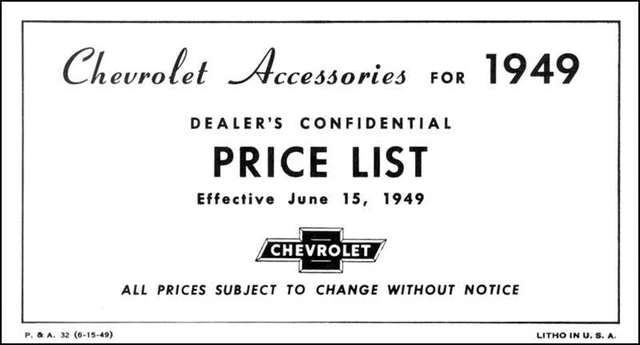 Chevrolet Accessories FOR 1949
DEALER'S CONFIDENTIAL
PRICE LIST
Effective June 15, 1949
CHEVROLET
ALL PRICES SUBJECT TO CHANGE WITHOUT NOTICE
P. & A. 32 (6-15-49) LITHO IN U. S. A.